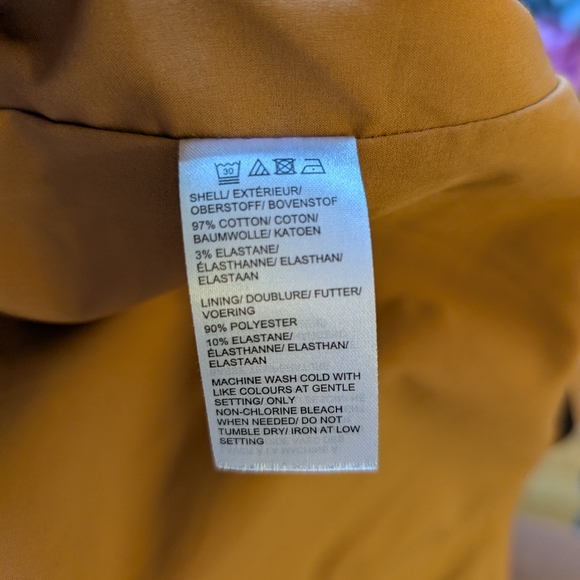 30
SHELL/ EXTÉRIEUR/
OBERSTOFF/ BOVENSTOF
97% COTTON/ COTON/
BAUMWOLLE/ KATOEN
3% ELASTANE/
ÉLASTHANNE/ ELASTHAN/
ELASTAAN
LINING/ DOUBLURE/ FUTTER/
VOERING
90% POLYESTER
10% ELASTANE/
ÉLASTHANNE/ ELASTHAN/
ELASTAAN
MACHINE WASH COLD WITH
LIKE COLOURS AT GENTLE
SETTING/ ONLY
NON-CHLORINE BLEACH
WHEN NEEDED/ DO NOT
TUMBLE DRY/ IRON AT LOW
SETTING